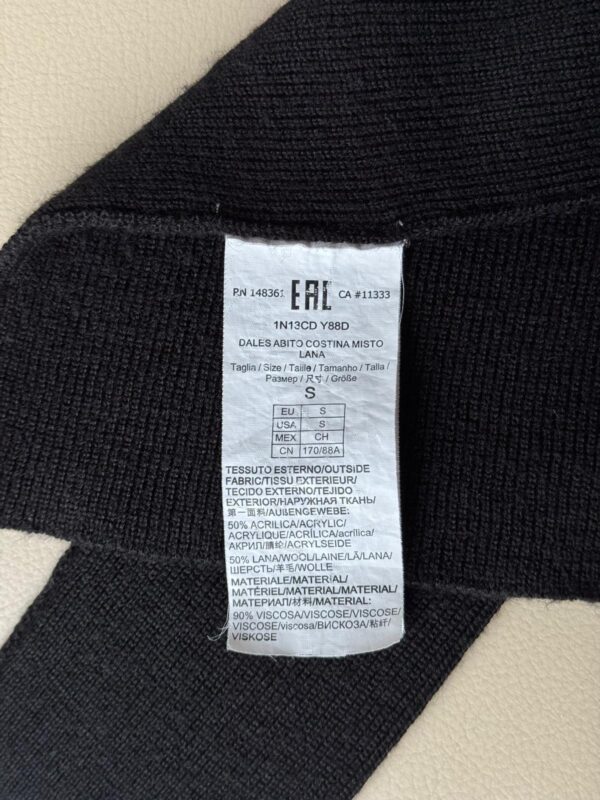 RN 148361 EAC CA #11333
1N13CD Y88D
DALES ABITO COSTINA MISTO
LANA
Taglia / Size / Taille / Tamanho / Talla /
Размер / 尺寸 / Größe
S
EU S
USA S
MEX CH
CN 170/88A
TESSUTO ESTERNO/OUTSIDE
FABRIC/TISSU EXTERIEUR/
TECIDO EXTERNO/TEJIDO
EXTERIOR/НАРУЖНАЯ ТКАНЬ/
第一面料/AUßENGEWEBE:
50% ACRILICA/ACRYLIC/
ACRYLIQUE/ACRÍLICA/acrílica/
АКРИЛ/腈纶/ACRYLSEIDE
50% LANA/WOOL/LAINE/LÃ/LANA/
ШЕРСТЬ/羊毛/WOLLE
MATERIALE/MATERIAL/
MATÉRIEL/MATERIAL/MATERIAL/
МАТЕРИАЛ/材料/MATERIAL:
90% VISCOSA/VISCOSE/VISCOSE/
VISCOSE/viscosa/ВИСКОЗА/粘纤/
VISKOSE